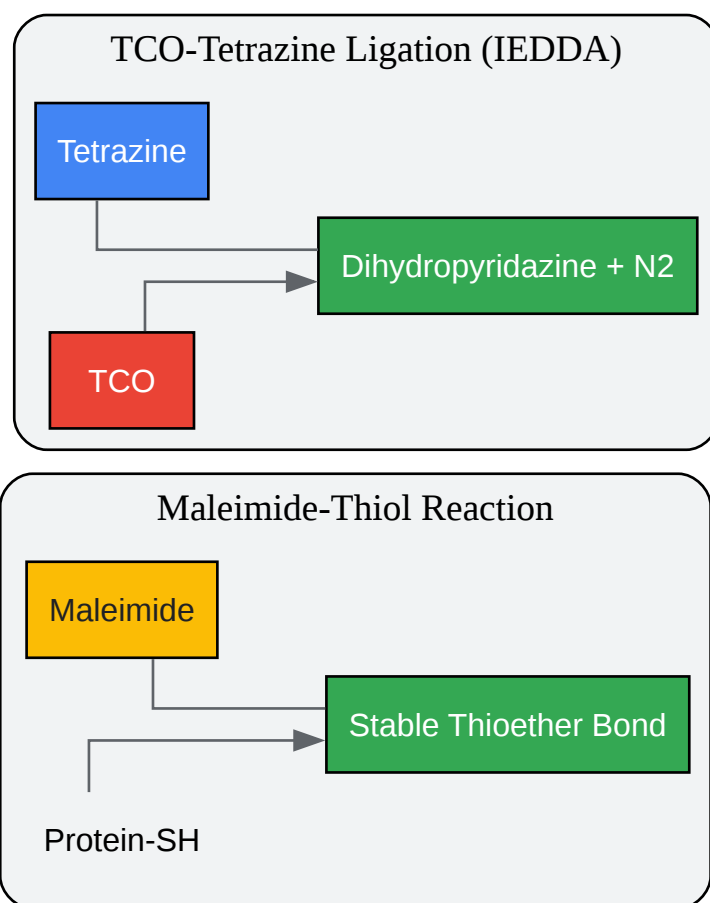 TCO-Tetrazine Ligation (IEDDA)
Tetrazine
Dihydropyridazine + N2
TCO
Maleimide-Thiol Reaction
Maleimide
Stable Thioether Bond
Protein-SH